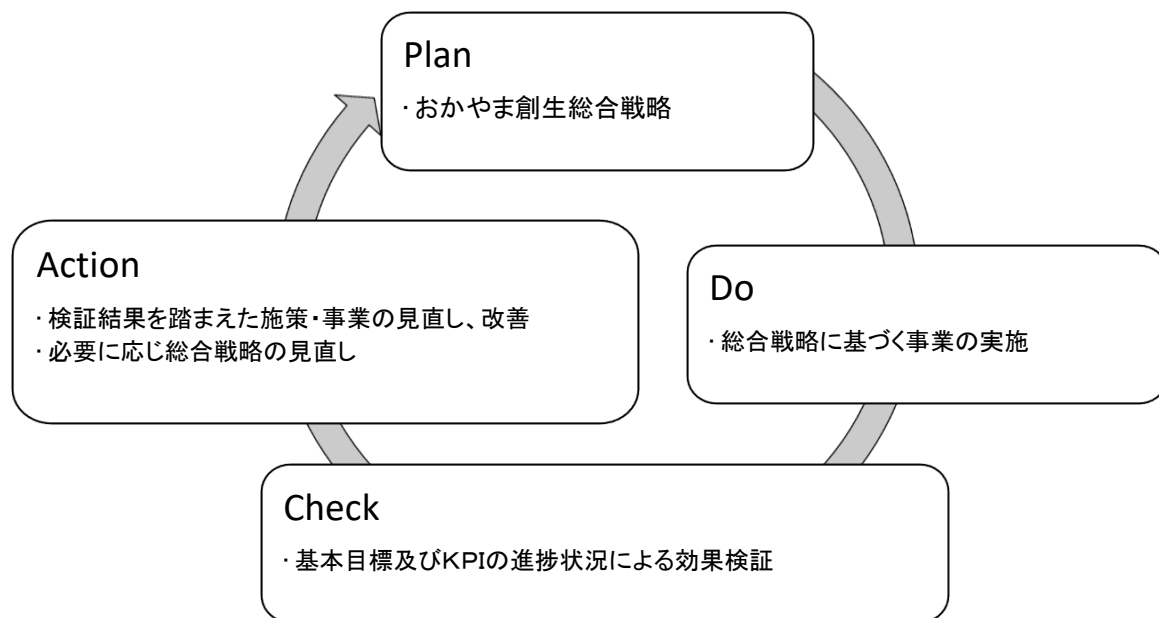 Plan
・おかやま創生総合戦略
Action
・検証結果を踏まえた施策・事業の見直し、改善
・必要に応じ総合戦略の見直し
Do
・総合戦略に基づく事業の実施
Check
・基本目標及びKPIの進捗状況による効果検証